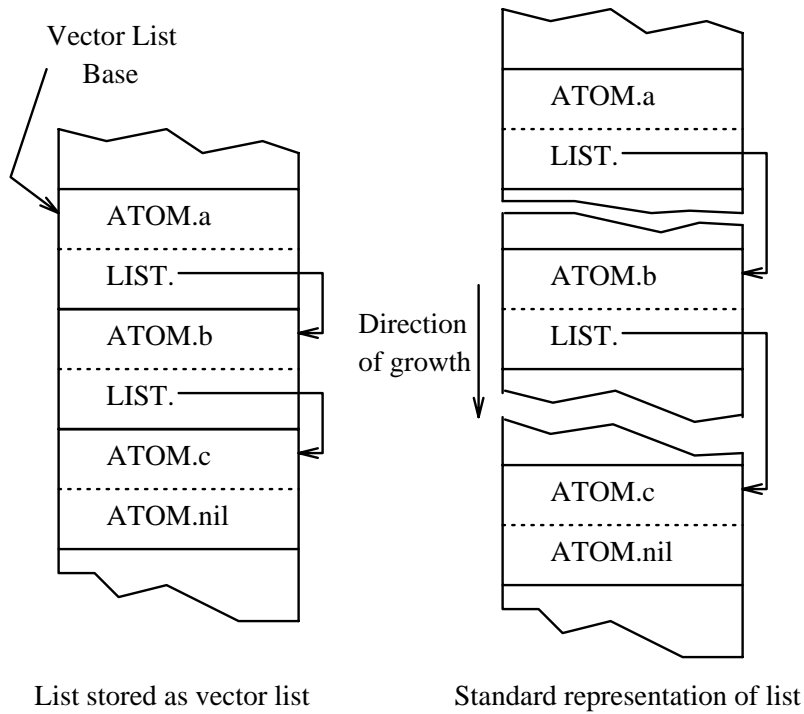 Vector List
Base
ATOM.a
LIST.
ATOM.b
LIST.
ATOM.c
ATOM.nil
List stored as vector list
Direction
of growth
ATOM.a
LIST.
ATOM.b
LIST.
ATOM.c
ATOM.nil
Standard representation of list